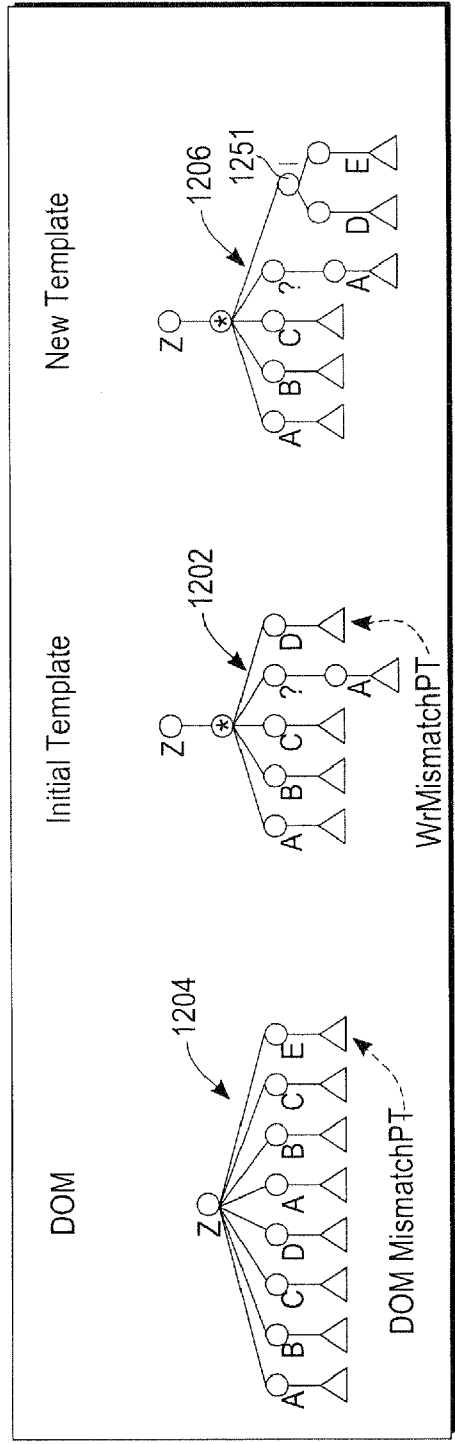 DOM
1204
Z
A B C D A B C E
DOM MismatchPT
Initial Template
1202
Z
*
A B C ? D
A
WrMismatchPT
New Template
1206
1251
Z
*
A B C ? |
A D E